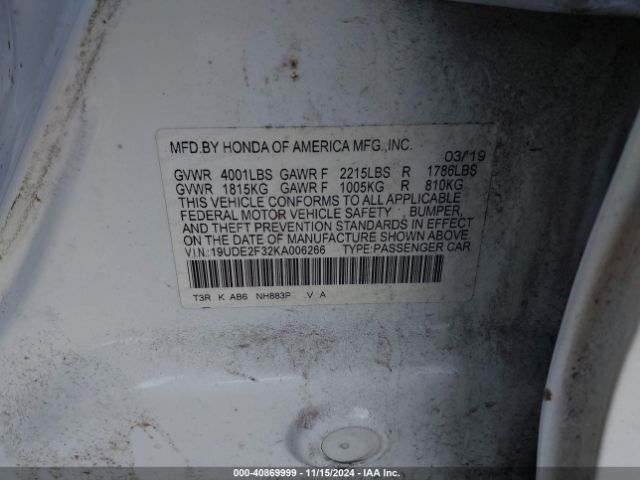 MFD.BY HONDA OF AMERICA MFG.,INC.
03/'19
GVWR 4001LBS GAWR F 2215LBS R 1786LBS
GVWR 1815KG GAWR F 1005KG R 810KG
THIS VEHICLE CONFORMS TO ALL APPLICABLE
FEDERAL MOTOR VEHICLE SAFETY , BUMPER,
AND THEFT PREVENTION STANDARDS IN EFFECT
ON THE DATE OF MANUFACTURE SHOWN ABOVE.
VIN:19UDE2F32KA006266 TYPE:PASSENGER CAR
T3R K AB6 NH883P V A
000-40869999 - 11/15/2024 - IAA Inc.